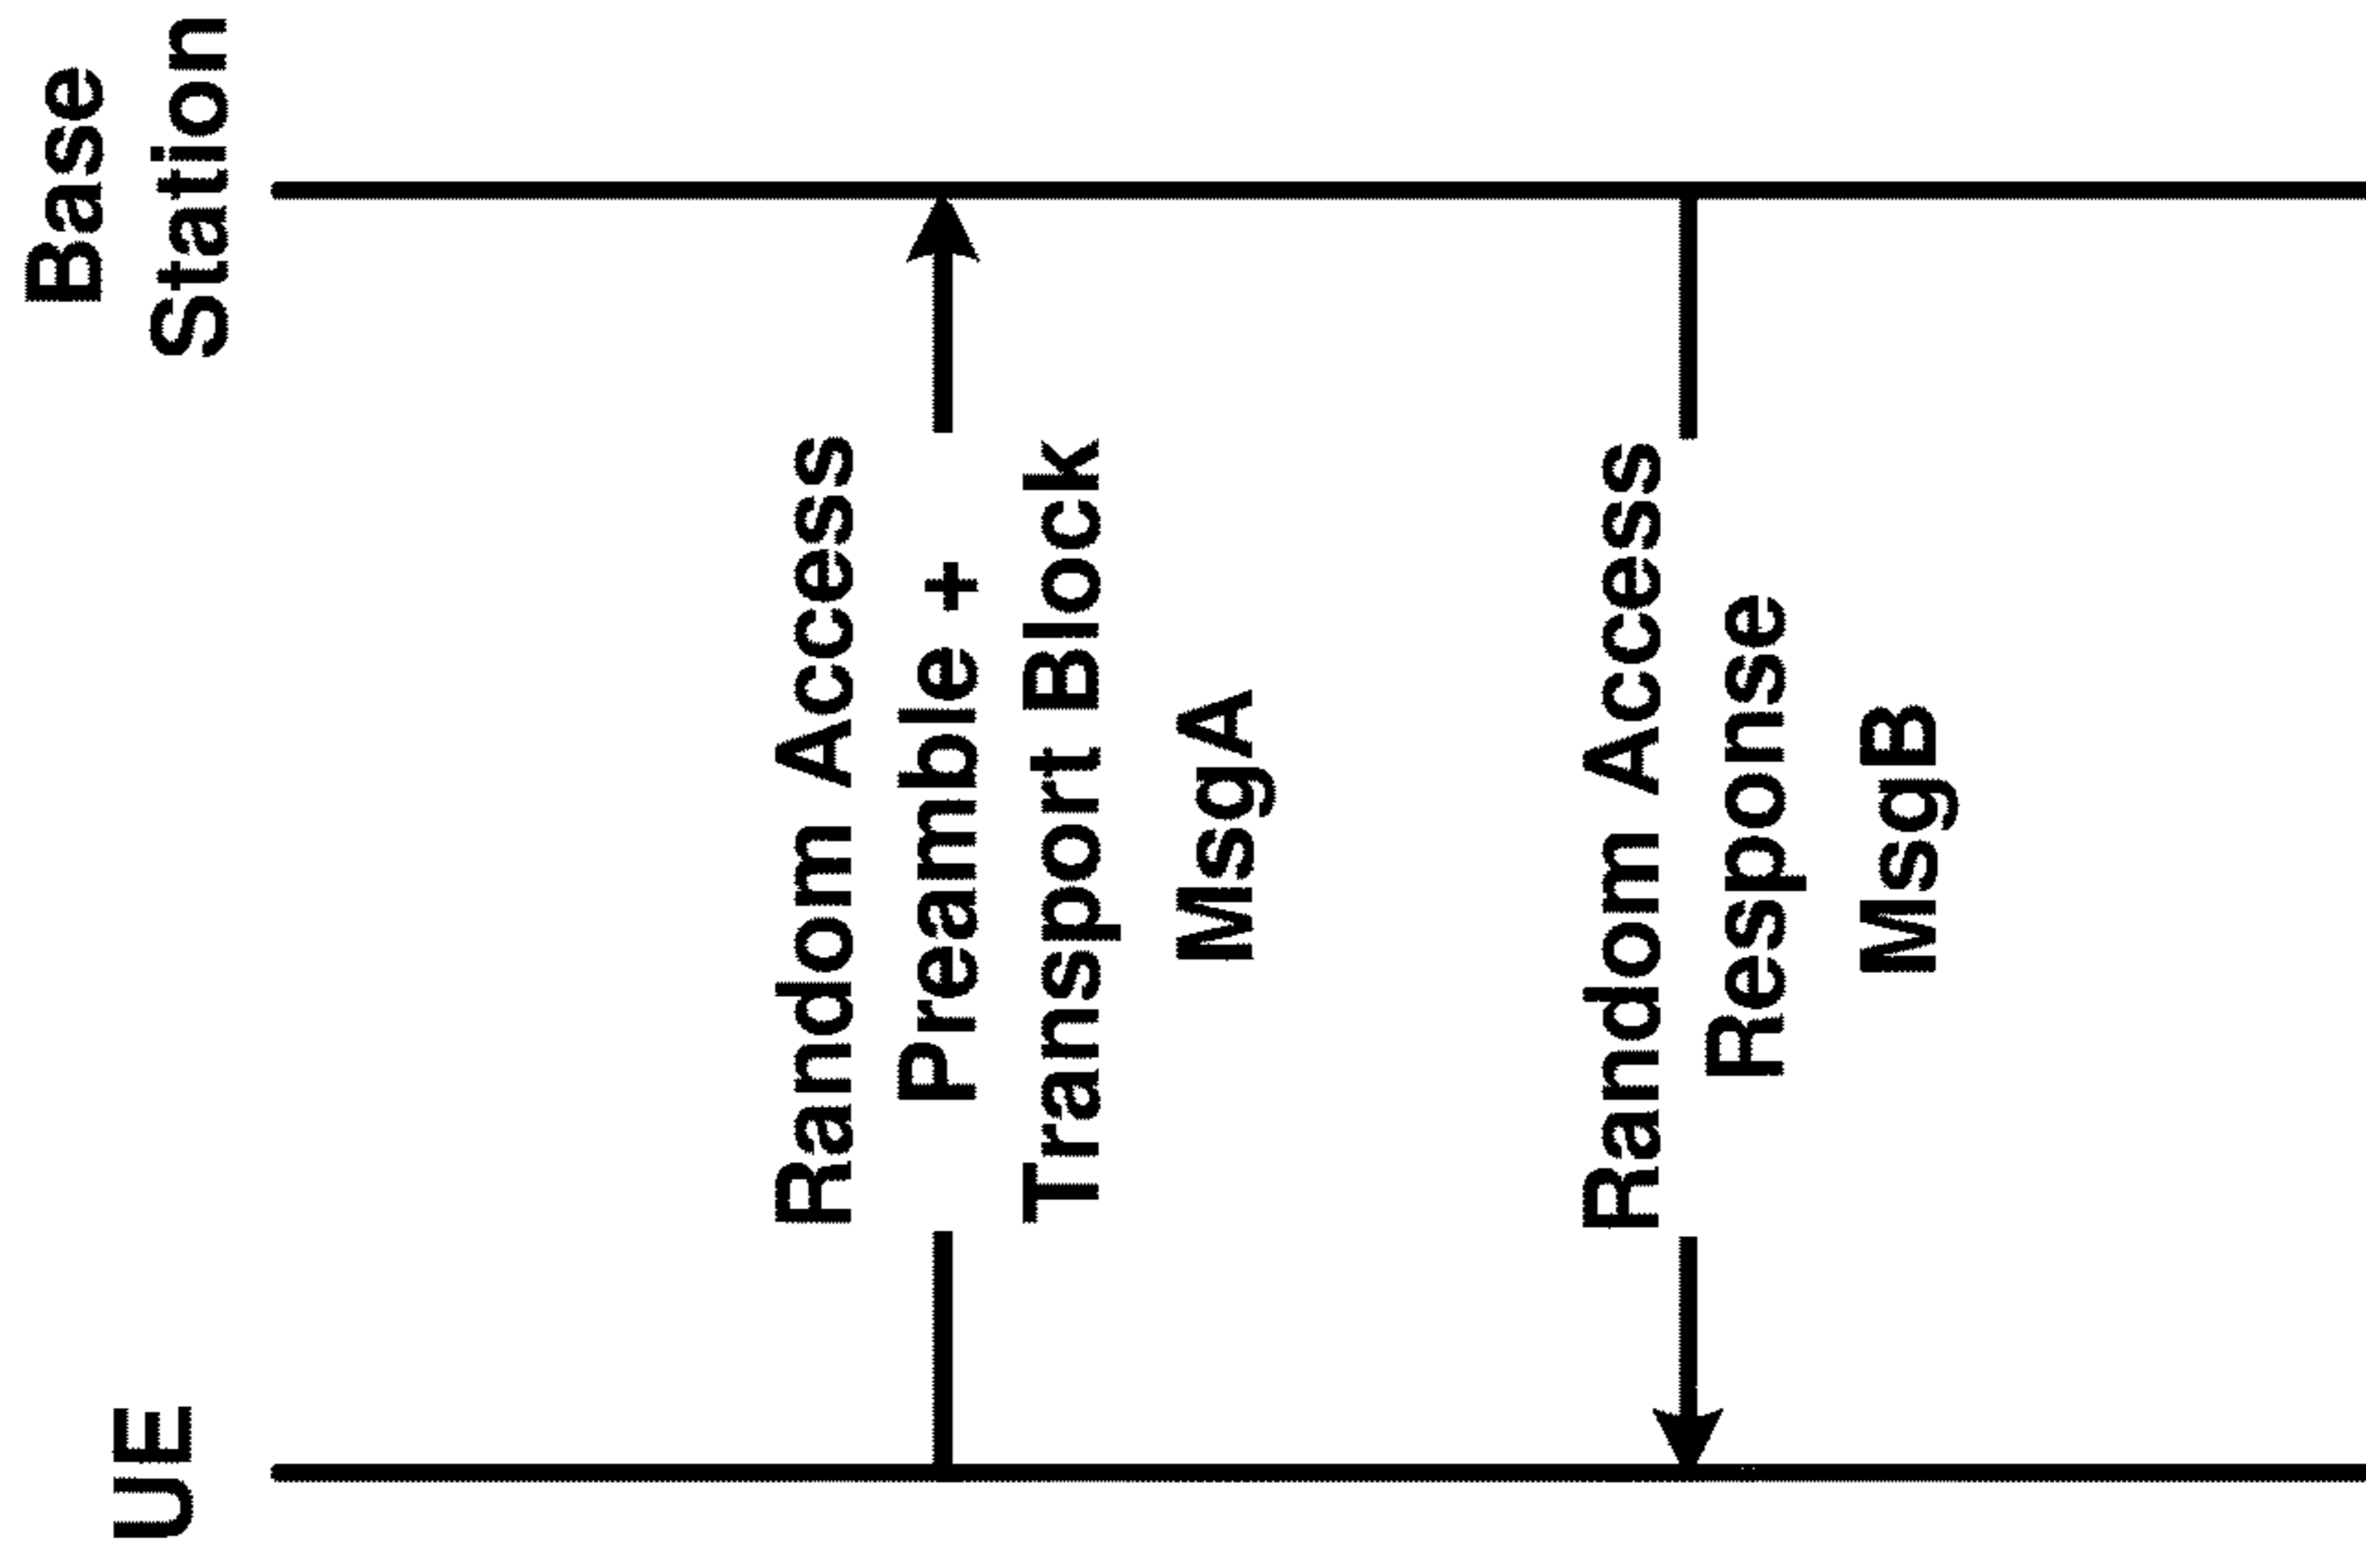 UE
Base
Station
Random Access
Preamble +
Transport Block
MsgA
Random Access
Response
MsgB